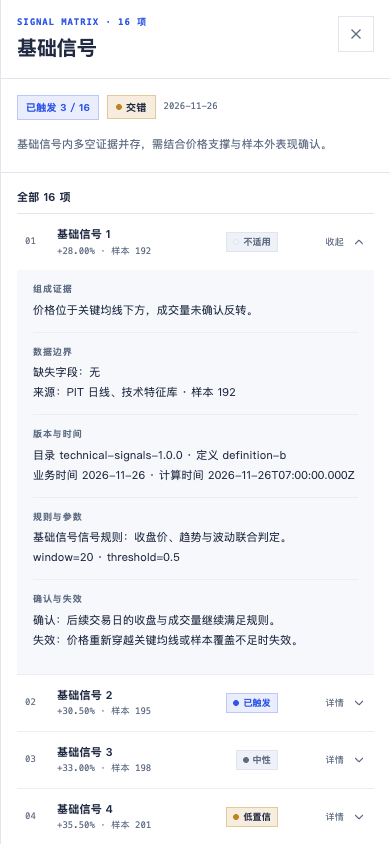 SIGNAL MATRIX · 16 项
基础信号
已触发 3 / 16
交错
2026-11-26
基础信号内多空证据并存，需结合价格支撑与样本外表现确认。
全部 16 项
01
基础信号 1
+28.00% · 样本 192
不适用
收起
组成证据
价格位于关键均线下方，成交量未确认反转。
数据边界
缺失字段：无
来源：PIT 日线、技术特征库 · 样本 192
版本与时间
目录 technical-signals-1.0.0 · 定义 definition-b
业务时间 2026-11-26 · 计算时间 2026-11-26T07:00:00.000Z
规则与参数
基础信号信号规则：收盘价、趋势与波动联合判定。
window=20 · threshold=0.5
确认与失效
确认：后续交易日的收盘与成交量继续满足规则。
失效：价格重新穿越关键均线或样本覆盖不足时失效。
02
基础信号 2
+30.50% · 样本 195
已触发
详情
03
基础信号 3
+33.00% · 样本 198
中性
详情
04
基础信号 4
+35.50% · 样本 201
低置信
详情